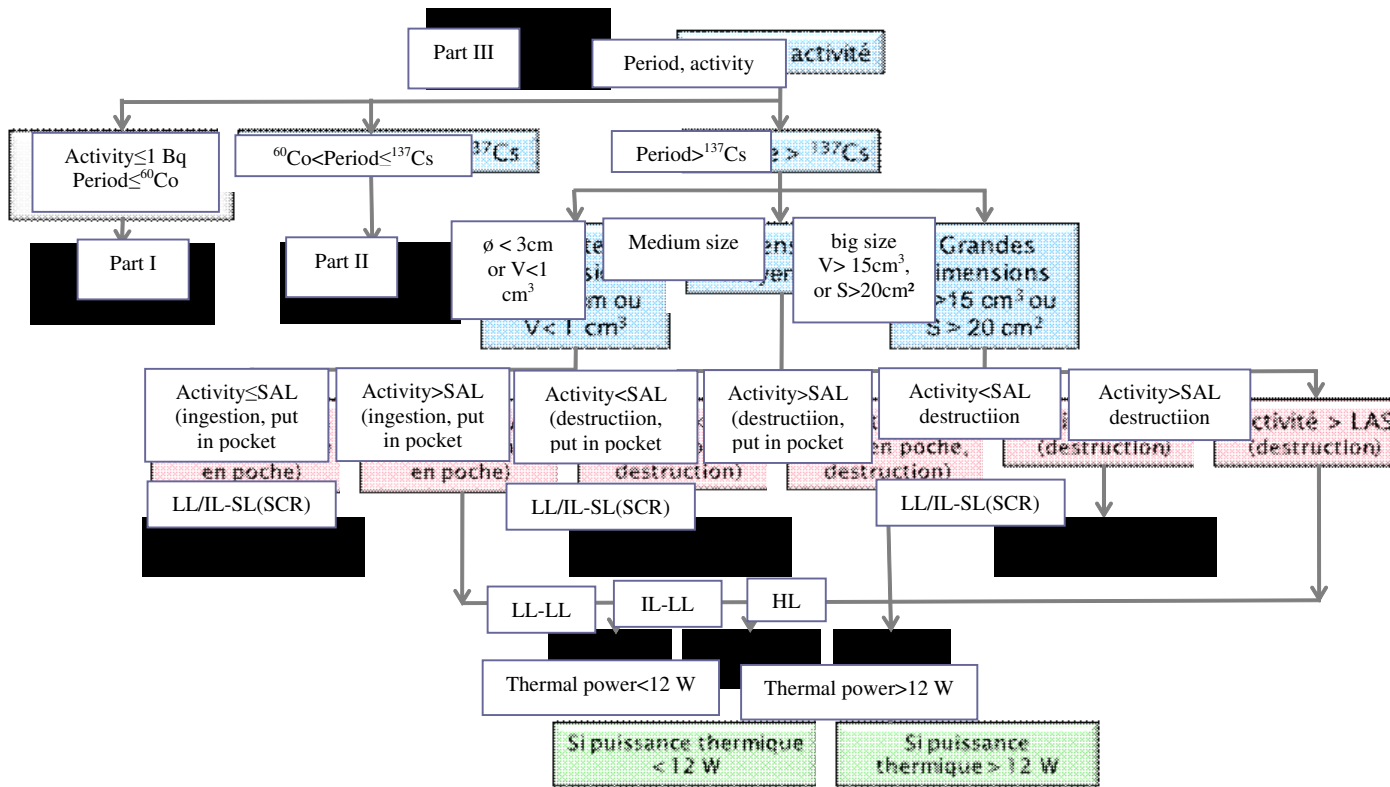 Part III
Period, activity
activité
Activity≤1 Bq
Period≤⁶⁰Co
⁶⁰Co<Period≤¹³⁷Cs
³⁷Cs
Period>¹³⁷Cs
> ¹³⁷Cs
Part I
Part II
ø < 3cm
or V<1
cm³
ou
V < 1 cm³
Medium size
big size
V> 15cm³,
or S>20cm²
Grandes
>15 cm³ ou
S > 20 cm²
Activity≤SAL
(ingestion, put
in pocket
en poche)
Activity>SAL
(ingestion, put
in pocket
en poche)
Activity<SAL
(destructiion,
put in pocket
destruction)
Activity>SAL
(destructiion,
put in pocket
en poche,
destruction)
Activity<SAL
destructiion
(destruction)
Activity>SAL
destructiion
> LAS
(destruction)
LL/IL-SL(SCR)
LL/IL-SL(SCR)
LL/IL-SL(SCR)
LL-LL
IL-LL
HL
Thermal power<12 W
Thermal power>12 W
Si puissance thermique
< 12 W
Si puissance
thermique > 12 W